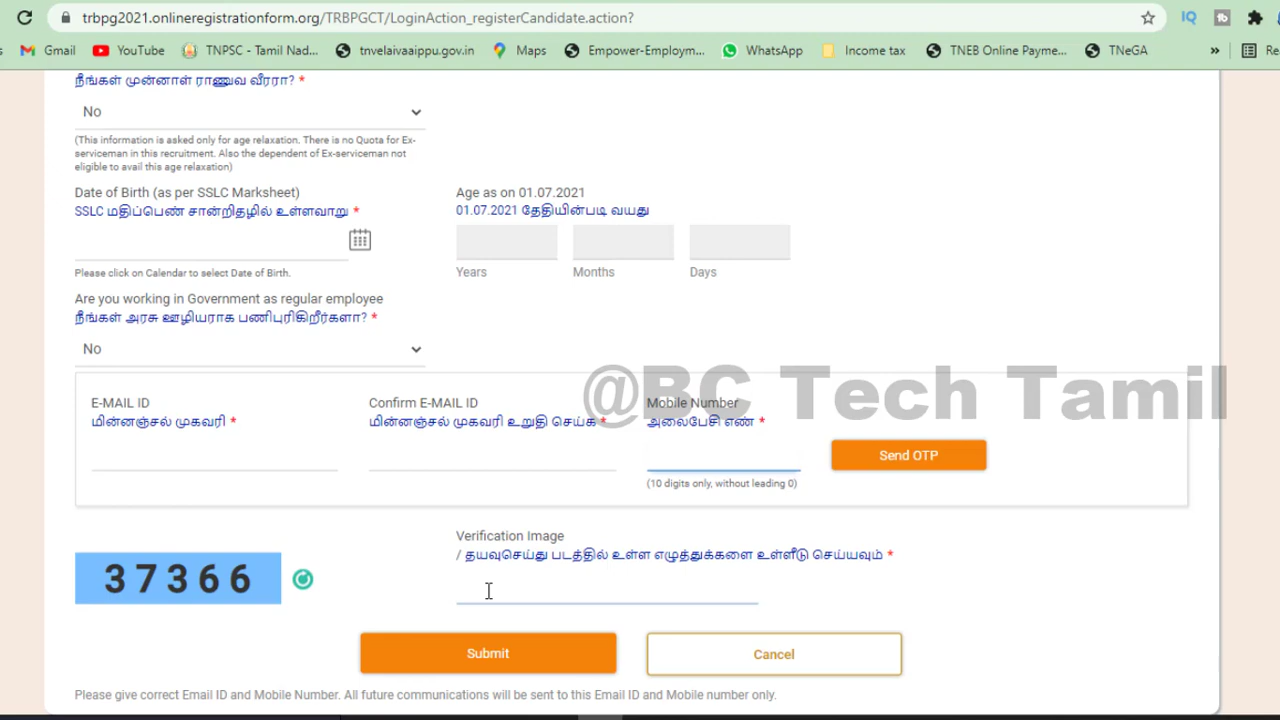 trbpg2021.onlineregistrationform.org/TRBPGCT/LoginAction_registerCandidate.action?
Gmail YouTube TNPSC - Tamil Nad... tnvelaivaaippu.gov.in Maps Empower-Employm... WhatsApp Income tax TNEB Online Payme... TNeGA » Re
நீங்கள் முன்னாள் ராணுவ வீரரா? *
No
(This information is asked only for age relaxation. There is no Quota for Ex-
serviceman in this recruitment. Also the dependent of Ex-serviceman not
eligible to avail this age relaxation)
Date of Birth (as per SSLC Marksheet) Age as on 01.07.2021
SSLC மதிப்பெண் சான்றிதழில் உள்ளவாறு * 01.07.2021 தேதியின்படி வயது
Years Months Days
Please click on Calendar to select Date of Birth.
Are you working in Government as regular employee
நீங்கள் அரசு ஊழியராக பணிபுரிகிறீர்களா? *
No
@BC Tech Tamil
E-MAIL ID Confirm E-MAIL ID Mobile Number
மின்னஞ்சல் முகவரி * மின்னஞ்சல் முகவரி உறுதி செய்க * அலைபேசி எண் *
Send OTP
(10 digits only, without leading 0)
Verification Image
/ தயவுசெய்து படத்தில் உள்ள எழுத்துக்களை உள்ளீடு செய்யவும் *
37366
Submit Cancel
Please give correct Email ID and Mobile Number. All future communications will be sent to this Email ID and Mobile number only.